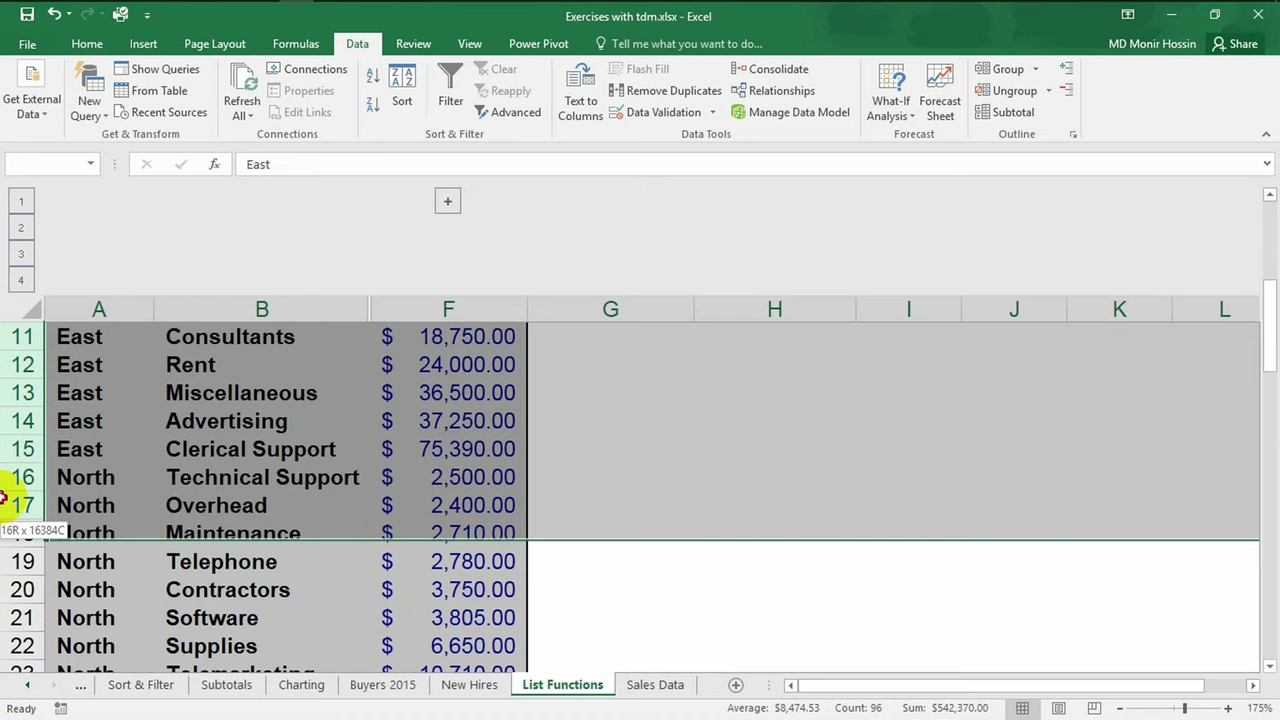 Exercises with tdm.xlsx - Excel
File Home Insert Page Layout Formulas Data Review View Power Pivot Tell me what you want to do... MD Monir Hossin Share
Get External Data
New Query
Show Queries
From Table
Recent Sources
Get & Transform
Refresh All
Connections
Properties
Edit Links
Connections
Sort
Filter
Clear
Reapply
Advanced
Sort & Filter
Text to Columns
Flash Fill
Remove Duplicates
Data Validation
Consolidate
Relationships
Manage Data Model
Data Tools
What-If Analysis
Forecast Sheet
Forecast
Group
Ungroup
Subtotal
Outline
fx East
1
2
3
4
+
A B F G H I J K L
11 East Consultants $ 18,750.00
12 East Rent $ 24,000.00
13 East Miscellaneous $ 36,500.00
14 East Advertising $ 37,250.00
15 East Clerical Support $ 75,390.00
16 North Technical Support $ 2,500.00
17 North Overhead $ 2,400.00
16R x 16384C
North Maintenance 2,710.00
19 North Telephone $ 2,780.00
20 North Contractors $ 3,750.00
21 North Software $ 3,805.00
22 North Supplies $ 6,650.00
23 North Telemarketing $ 10,710.00
... Sort & Filter Subtotals Charting Buyers 2015 New Hires List Functions Sales Data
Ready Average: $8,474.53 Count: 96 Sum: $542,370.00 175%